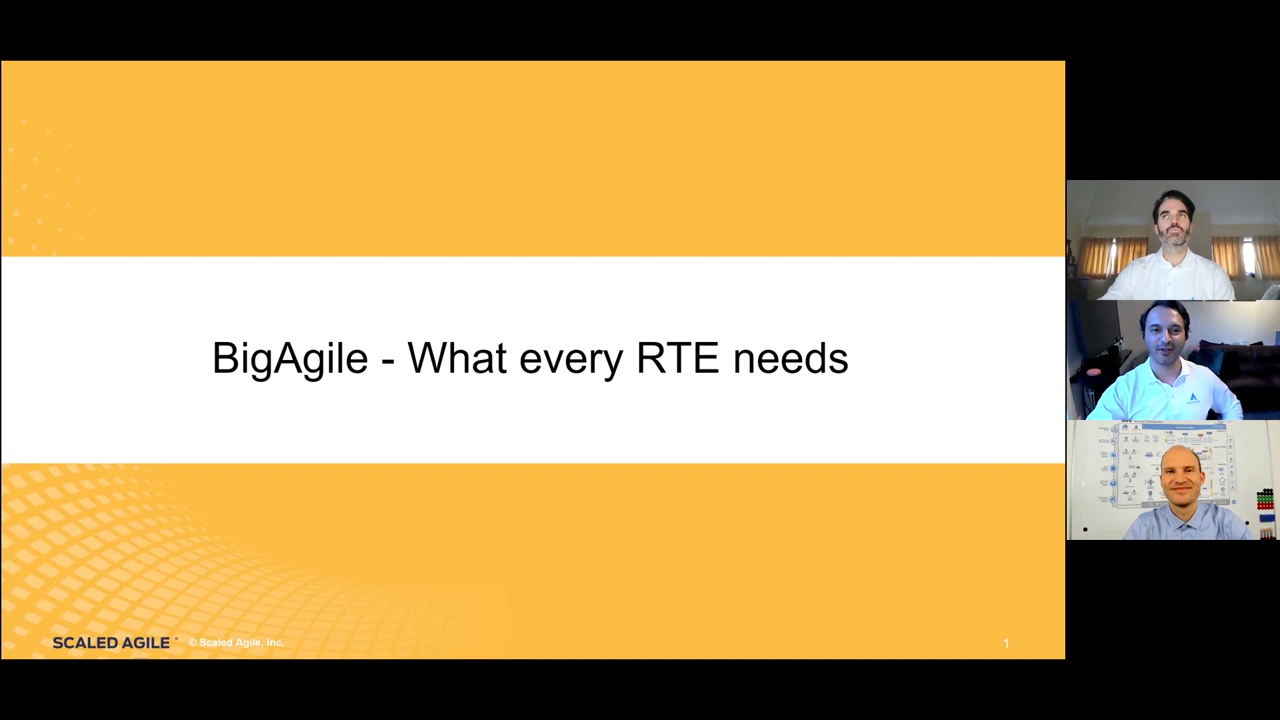 BigAgile - What every RTE needs
SCALED AGILE ® © Scaled Agile, Inc.
1